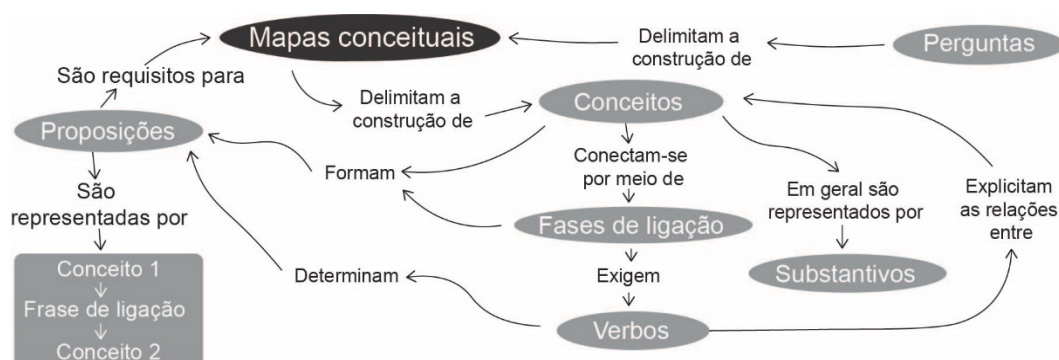 Mapas conceituais
Delimitam a
construção de
Perguntas
São requisitos para
Delimitam a
construção de
Conceitos
Proposições
Formam
Conectam-se
por meio de
Em geral são
representados por
Explicitam
as relações
entre
São
representadas por
Fases de ligação
Conceito 1
Frase de ligação
Conceito 2
Determinam
Exigem
Substantivos
Verbos